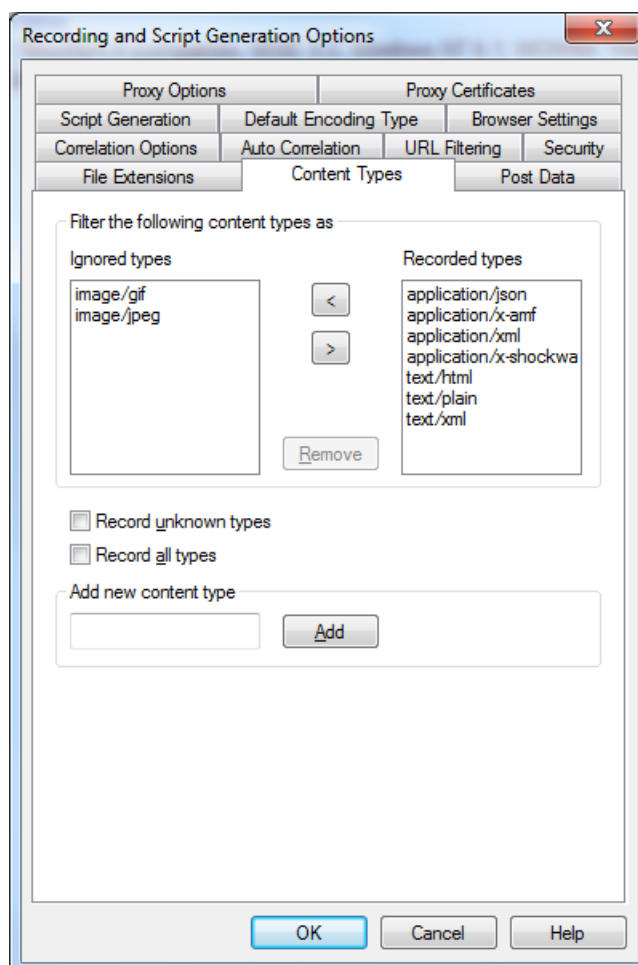 Recording and Script Generation Options
Proxy Options Proxy Certificates
Script Generation Default Encoding Type Browser Settings
Correlation Options Auto Correlation URL Filtering Security
File Extensions Content Types Post Data
Filter the following content types as
Ignored types Recorded types
image/gif < application/json
image/jpeg application/x-amf
> application/xml
application/x-shockwa
text/html
text/plain
text/xml
Remove
Record unknown types
Record all types
Add new content type
Add
OK Cancel Help